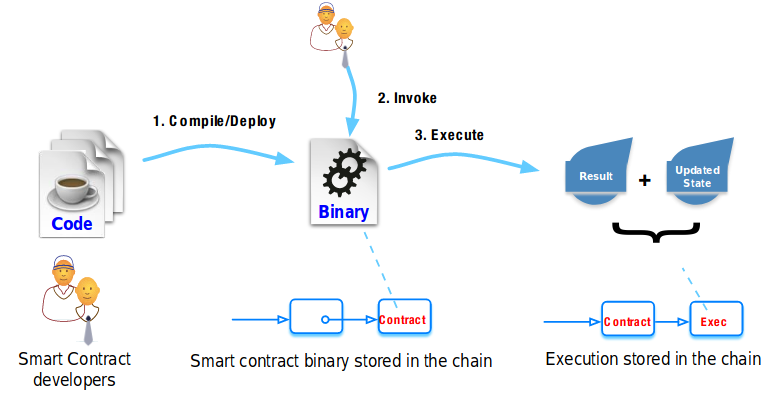 1. Compile/Deploy
2. Invoke
3. Execute
Code
Binary
Result
+
Updated
State
Contract
Contract
Exec
Smart Contract
developers
Smart contract binary stored in the chain
Execution stored in the chain